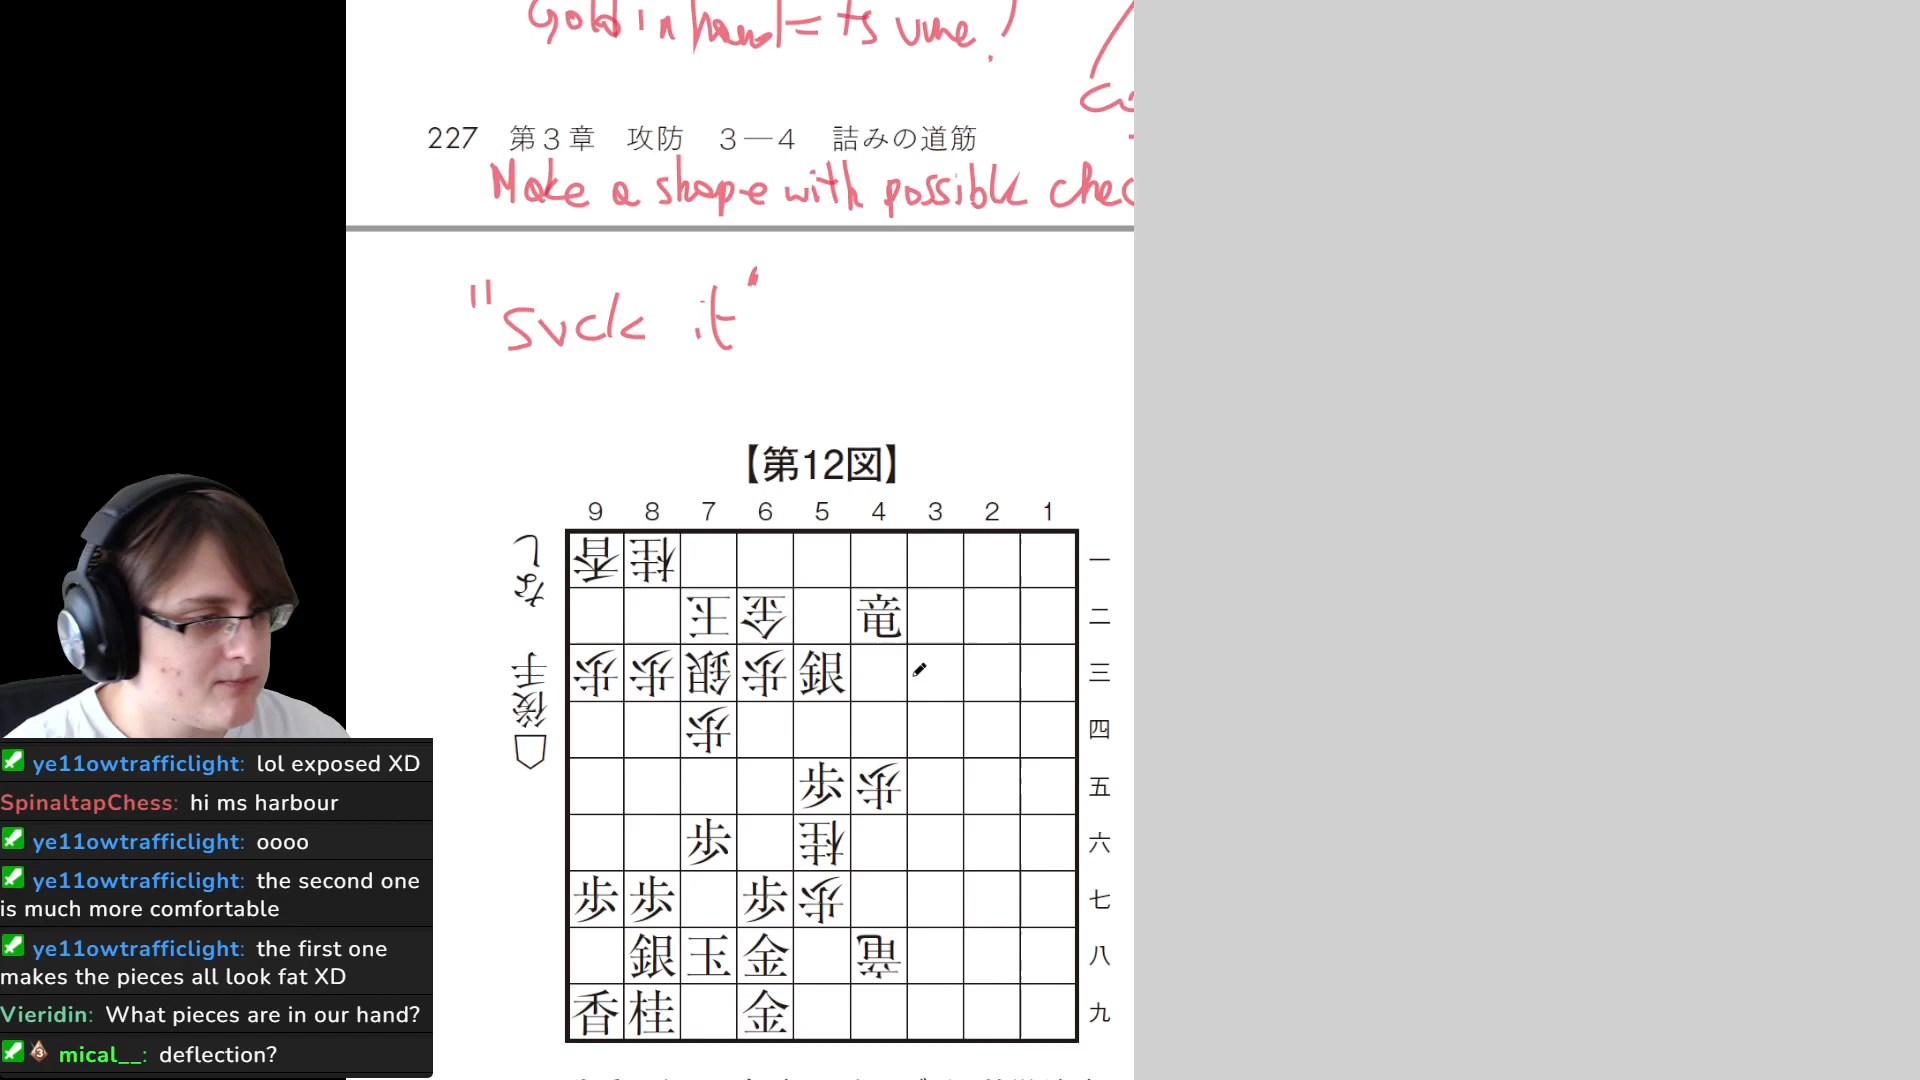 Gold in hand = tsume!
227 第3章 攻防 3―4 詰みの道筋
Make a shape with possible chec
"suck it"
【第12図】
9 8 7 6 5 4 3 2 1
香 桂 一
王 金 竜 二
歩 歩 銀 歩 銀 三
歩 四
歩 歩 五
歩 桂 六
歩 歩 歩 歩 七
銀 玉 金 竜 八
香 桂 金 九
☖後手 なし
ye11owtrafficlight: lol exposed XD
SpinaltapChess: hi ms harbour
ye11owtrafficlight: oooo
ye11owtrafficlight: the second one
is much more comfortable
ye11owtrafficlight: the first one
makes the pieces all look fat XD
Vieridin: What pieces are in our hand?
3 mical__: deflection?